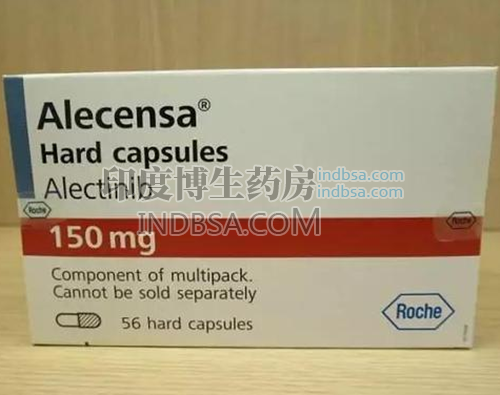 Alecensa®
Hard capsules
印度博生药房
indbsa.com
indbsa.com
Alectinib
Roche
INDBSA.COM
Roche
150 mg
Component of multipack.
Cannot be sold separately
56 hard capsules
Roche